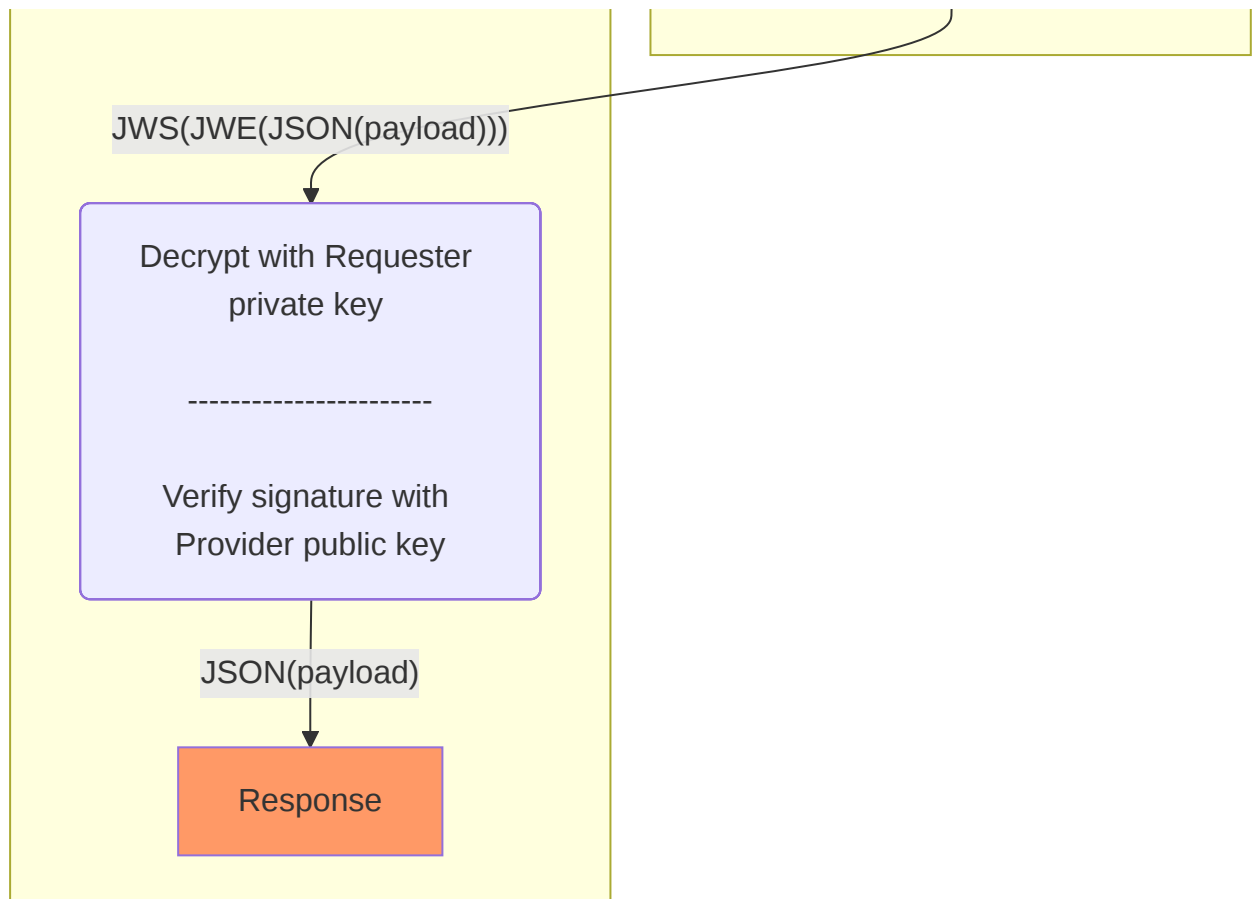 JWS(JWE(JSON(payload)))
Decrypt with Requester
private key
-----------------------
Verify signature with
Provider public key
JSON(payload)
Response